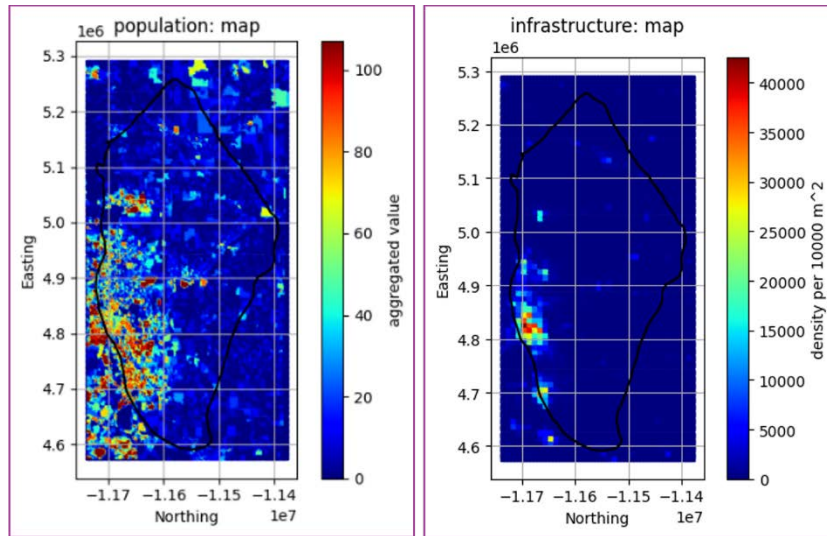 population: map
1e6
5.3
5.2
5.1
5.0
4.9
4.8
4.7
4.6
Easting
−1.17 −1.16 −1.15 −1.14
Northing
1e7
100
80
60
40
20
0
aggregated value
infrastructure: map
1e6
5.3
5.2
5.1
5.0
4.9
4.8
4.7
4.6
Easting
−1.17 −1.16 −1.15 −1.14
Northing
1e7
40000
35000
30000
25000
20000
15000
10000
5000
0
density per 10000 m^2